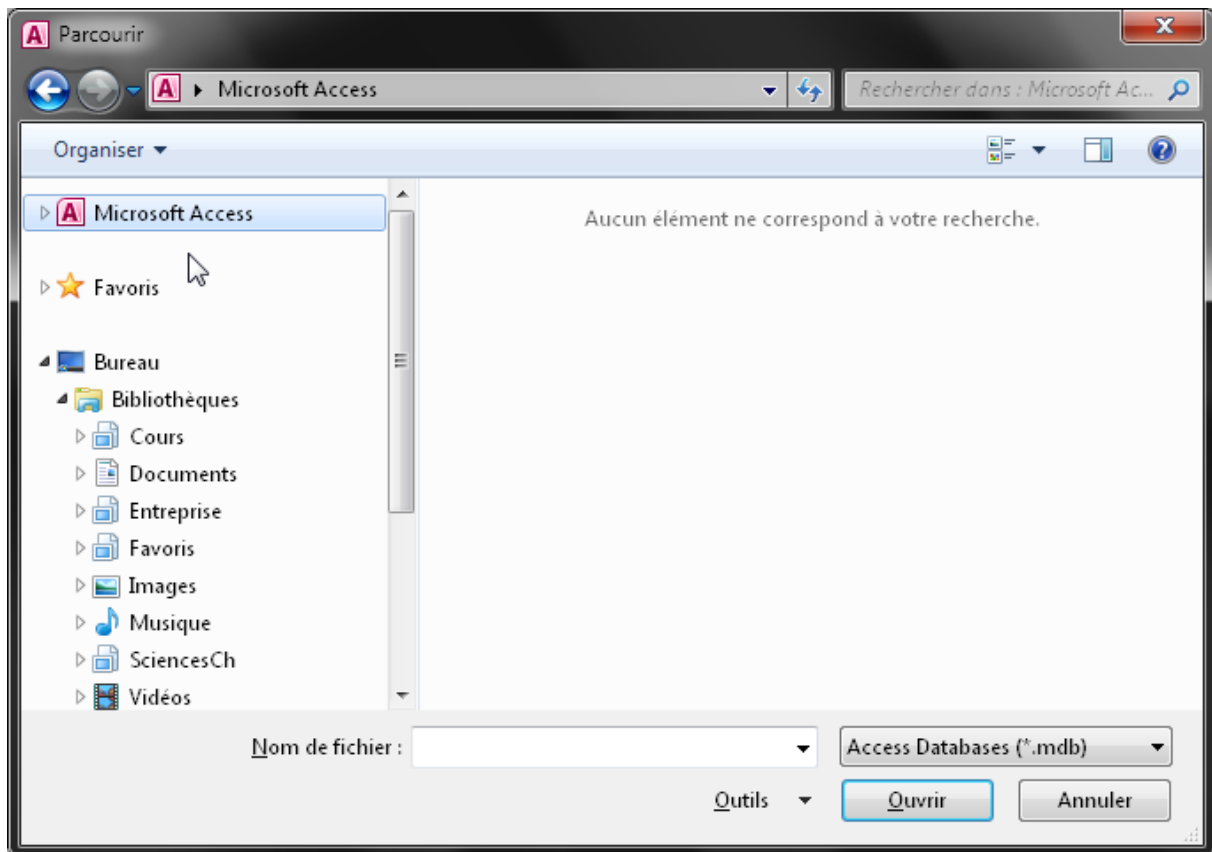 Parcourir
Microsoft Access
Rechercher dans : Microsoft Ac...
Organiser
Microsoft Access
Aucun élément ne correspond à votre recherche.
Favoris
Bureau
Bibliothèques
Cours
Documents
Entreprise
Favoris
Images
Musique
SciencesCh
Vidéos
Nom de fichier :
Access Databases (*.mdb)
Outils
Ouvrir
Annuler